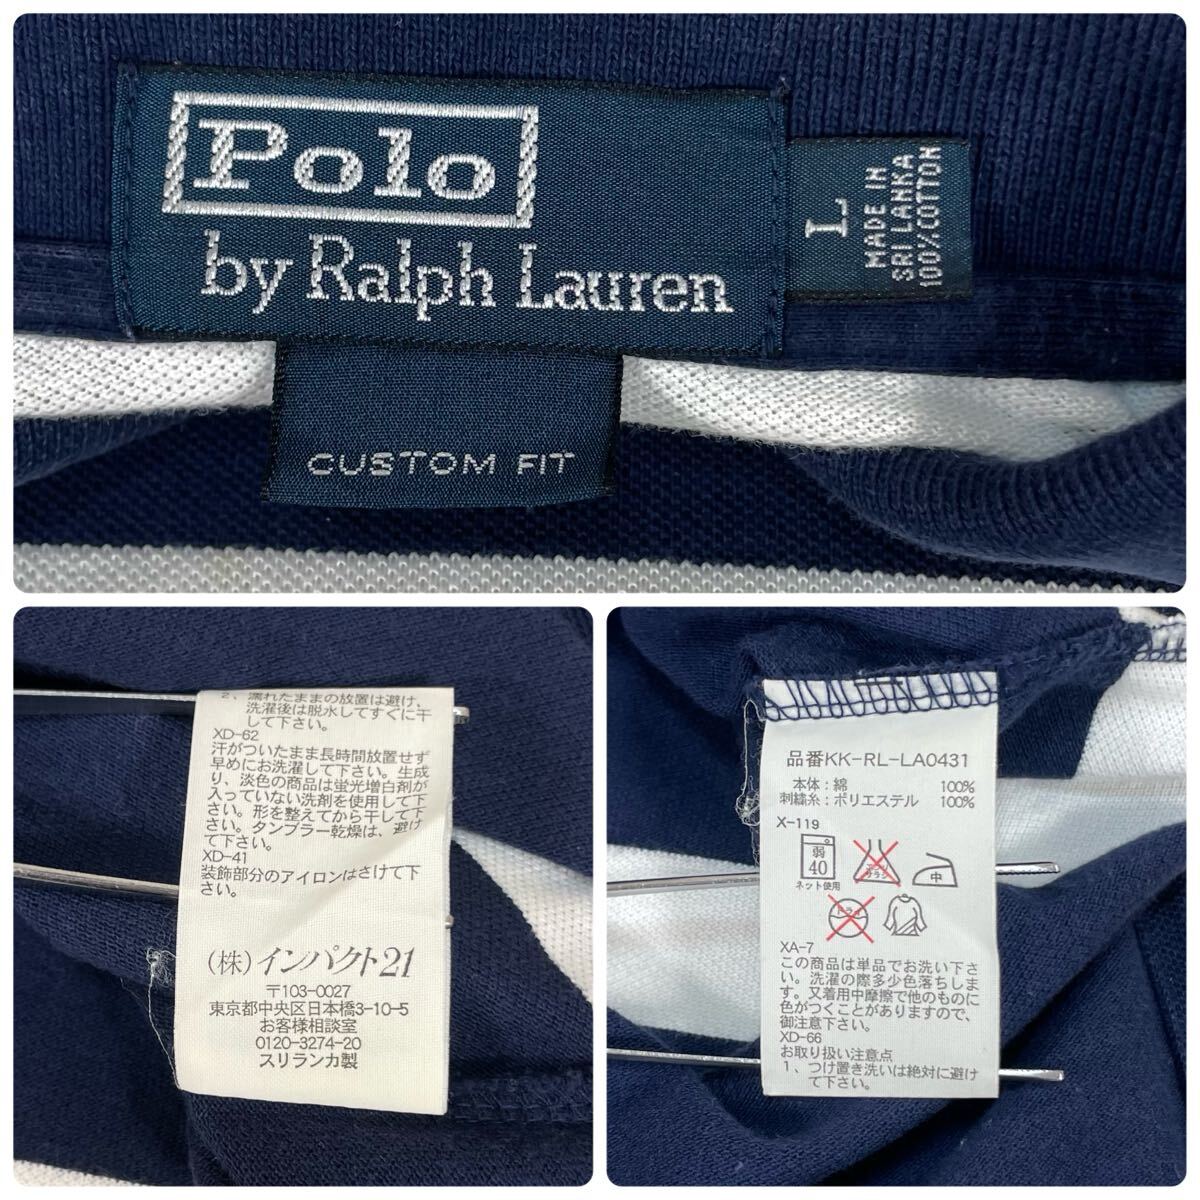 Polo
by Ralph Lauren
L
MADE IN
SRI LANKA
100%COTTON
CUSTOM FIT
2、濡れたままの放置は避け、
洗濯後は脱水してすぐに干
して下さい。
XD-62
汗がついたまま長時間放置せず
早めにお洗濯して下さい。生成
り、淡色の商品は蛍光増白剤が
入っていない洗剤を使用して下
さい。形を整えてから干して下
さい。タンブラー乾燥は、避け
て下さい。
XD-41
装飾部分のアイロンはさけて下
さい。
(株)インパクト21
〒103-0027
東京都中央区日本橋3-10-5
お客様相談室
0120-3274-20
スリランカ製
品番KK-RL-LA0431
本体：綿 100%
刺繍糸：ポリエステル 100%
X-119
弱
40
ネット使用
エンソ
サラシ
中
ドライ
XA-7
この商品は単品でお洗い下さ
い。洗濯の際多少色落ちしま
す。又着用中摩擦で他のものに
色がつくことがありますので、
御注意下さい。
XD-66
お取り扱い注意点
1、つけ置き洗いは絶対に避け
て下さい。